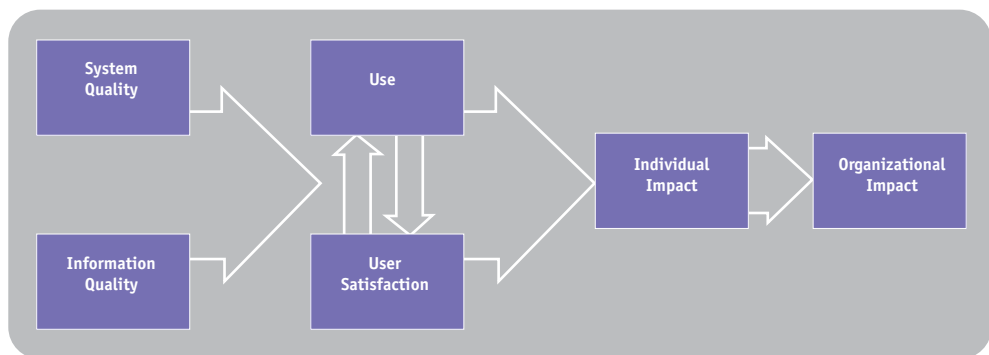 System
Quality
Use
Individual
Impact
Organizational
Impact
Information
Quality
User
Satisfaction